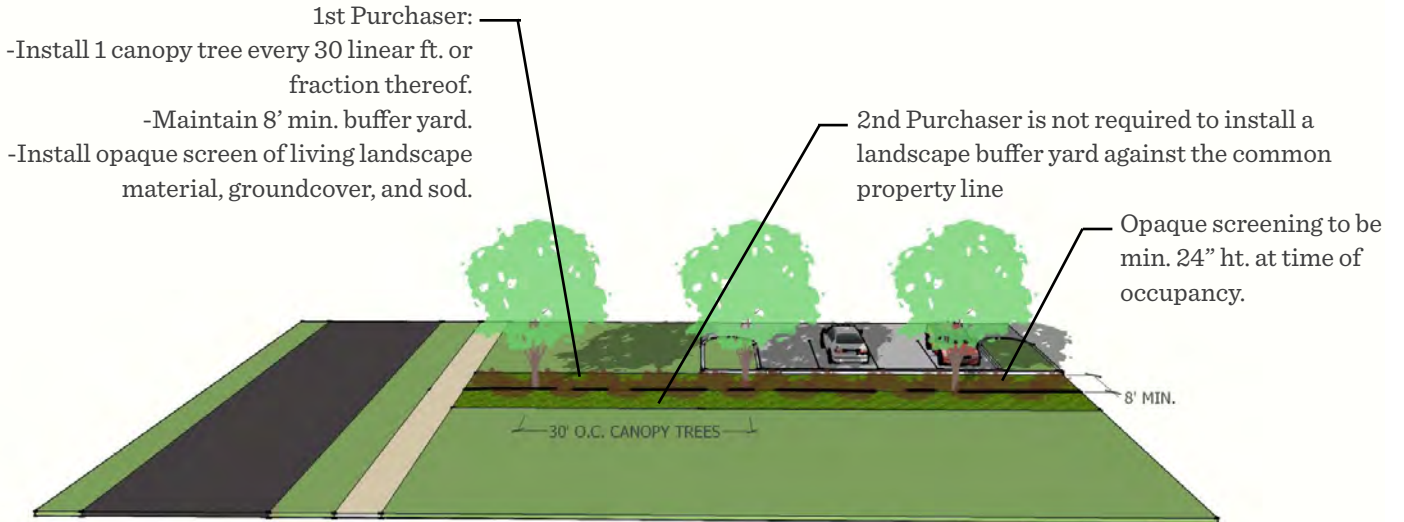 1st Purchaser:
-Install 1 canopy tree every 30 linear ft. or
fraction thereof.
-Maintain 8’ min. buffer yard.
-Install opaque screen of living landscape
material, groundcover, and sod.
2nd Purchaser is not required to install a
landscape buffer yard against the common
property line
Opaque screening to be
min. 24” ht. at time of
occupancy.
8' MIN.
30' O.C. CANOPY TREES